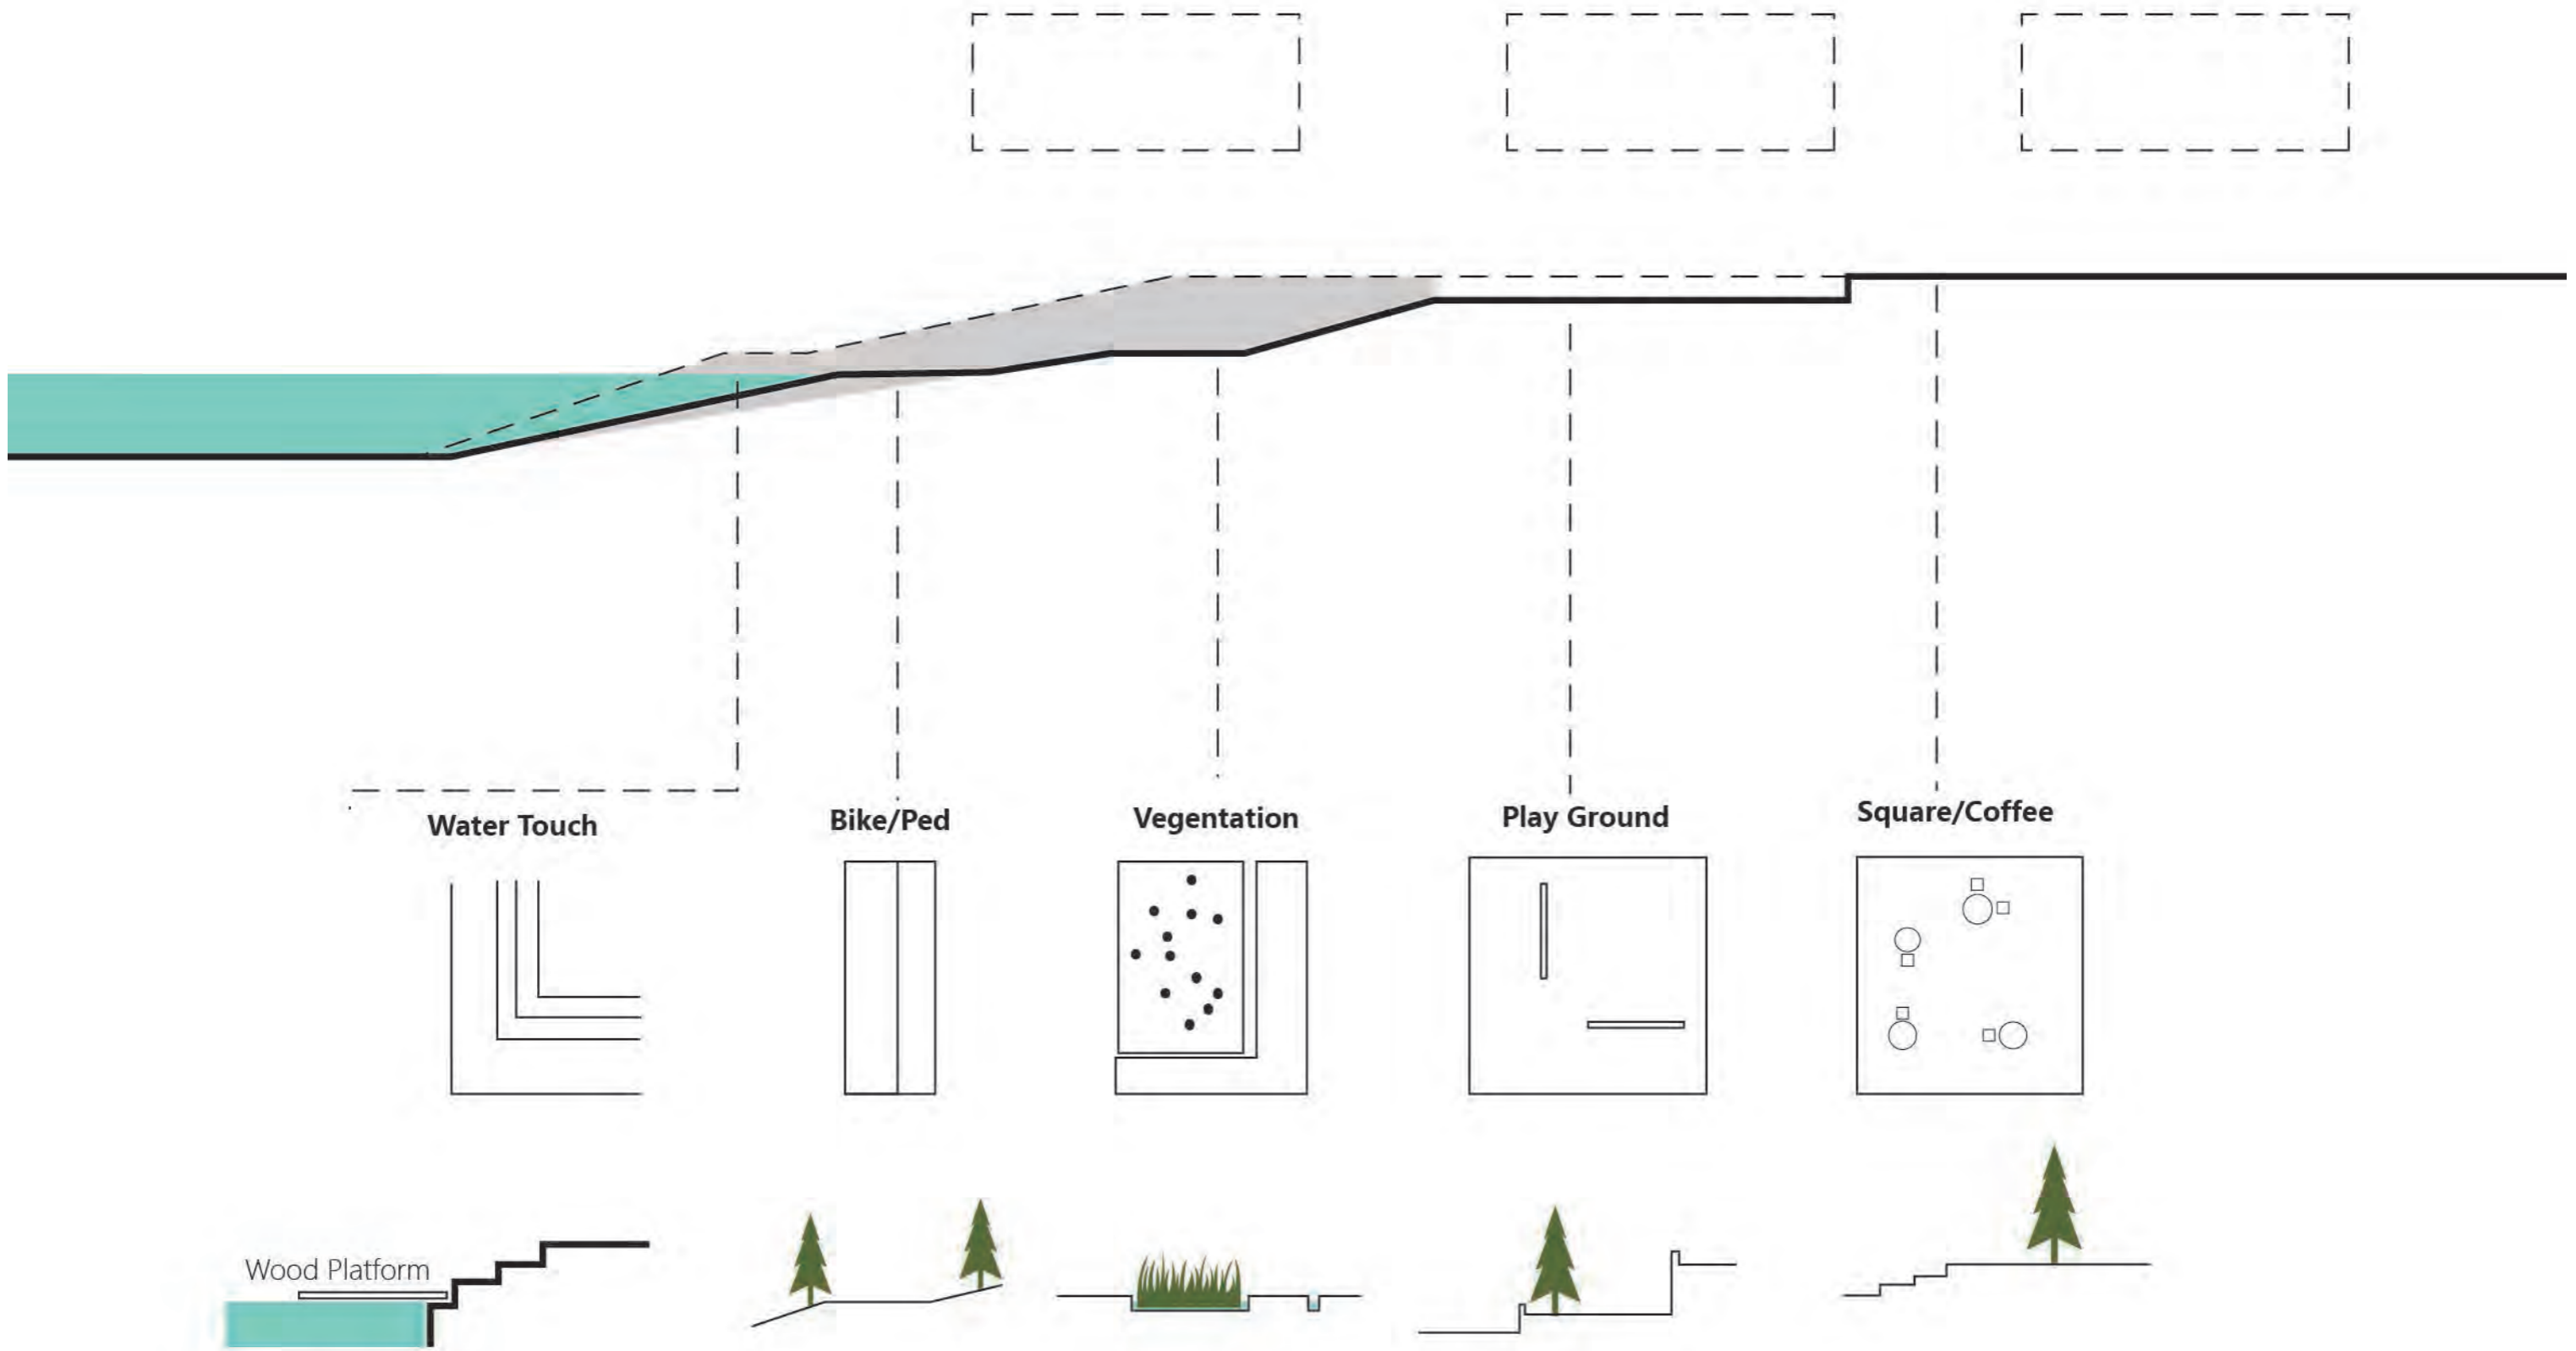 Water Touch
Bike/Ped
Vegentation
Play Ground
Square/Coffee
Wood Platform